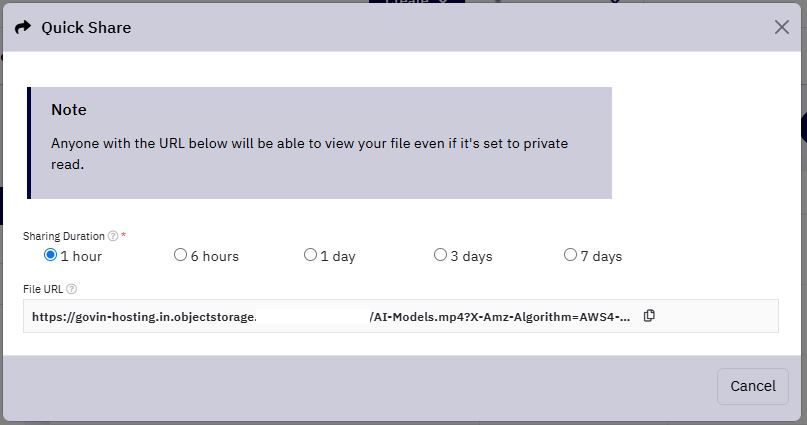 Quick Share
Note
Anyone with the URL below will be able to view your file even if it's set to private
read.
Sharing Duration ? *
1 hour 6 hours 1 day 3 days 7 days
File URL ?
https://govin-hosting.in.objectstorage. /AI-Models.mp4?X-Amz-Algorithm=AWS4-...
Cancel